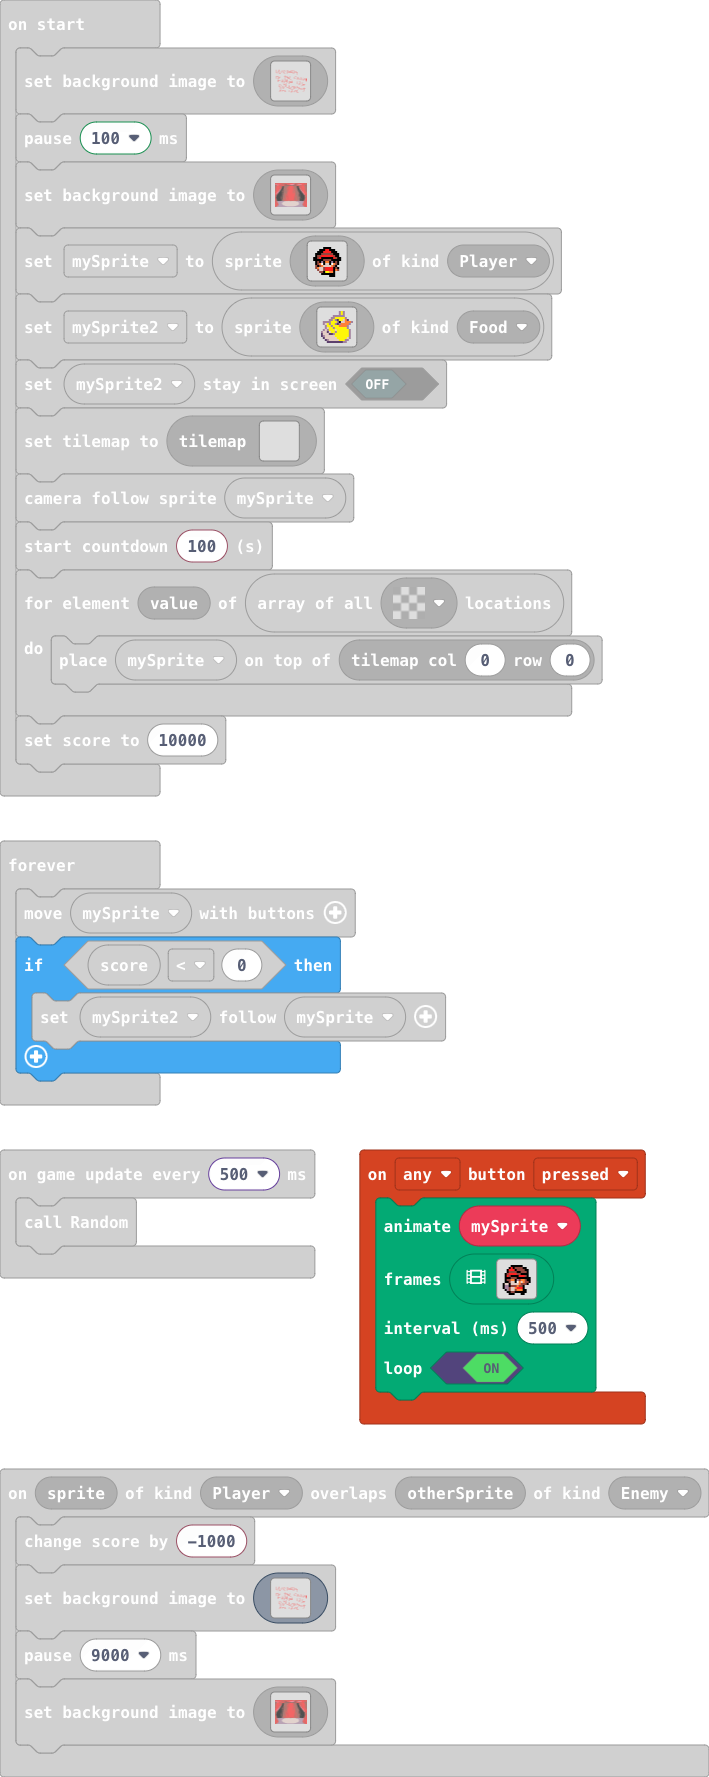 on start
set background image to
pause 100 ms
set background image to
set mySprite to sprite of kind Player
set mySprite2 to sprite of kind Food
set mySprite2 stay in screen OFF
set tilemap to tilemap
camera follow sprite mySprite
start countdown 100 (s)
for element value of array of all locations
do place mySprite on top of tilemap col 0 row 0
set score to 10000
forever
move mySprite with buttons
if score < 0 then
set mySprite2 follow mySprite
on game update every 500 ms
call Random
on any button pressed
animate mySprite
frames
interval (ms) 500
loop ON
on sprite of kind Player overlaps otherSprite of kind Enemy
change score by -1000
set background image to
pause 9000 ms
set background image to